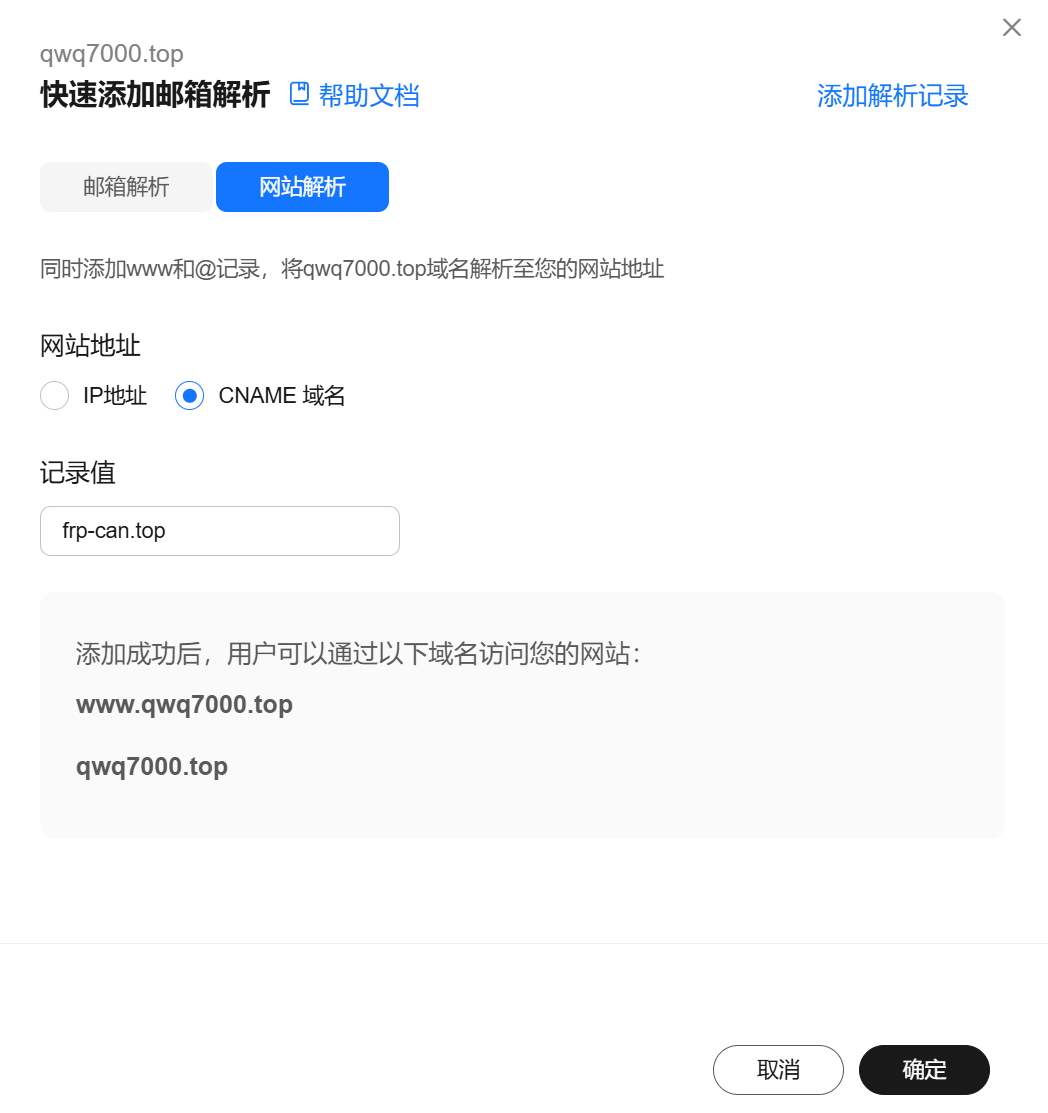 qwq7000.top
快速添加邮箱解析 帮助文档 添加解析记录
邮箱解析 网站解析
同时添加www和@记录，将qwq7000.top域名解析至您的网站地址
网站地址
IP地址 CNAME 域名
记录值
frp-can.top
添加成功后，用户可以通过以下域名访问您的网站：
www.qwq7000.top
qwq7000.top
取消 确定